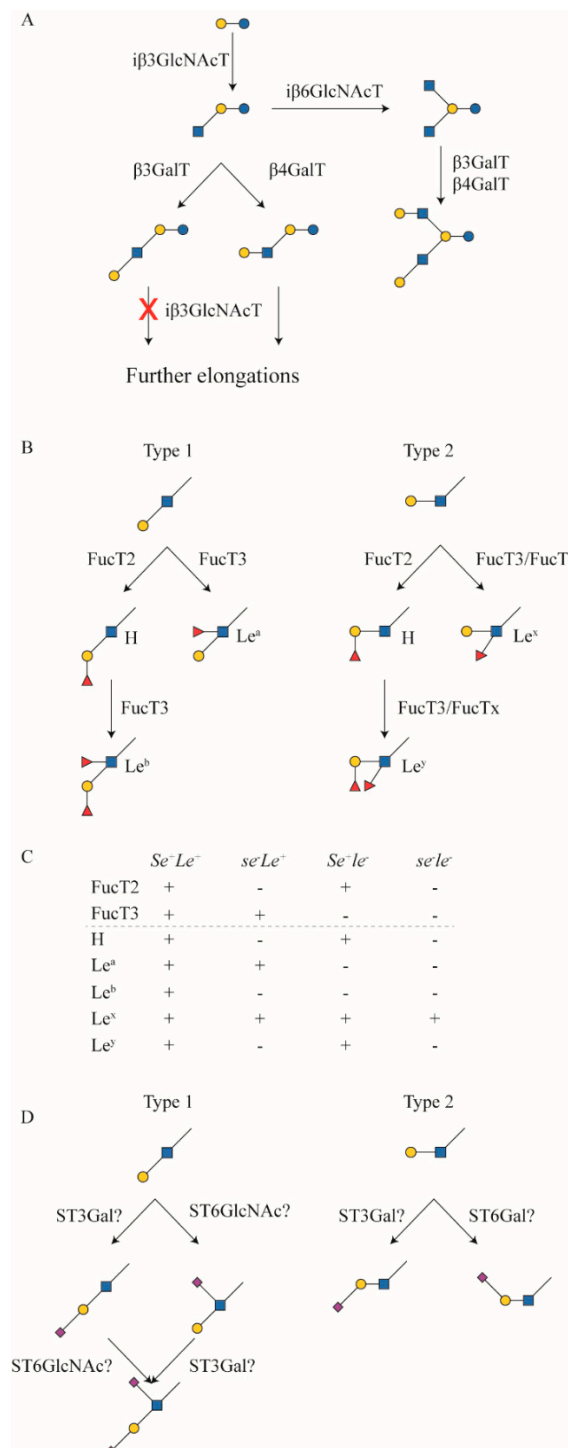 A
iβ3GlcNAcT
iβ6GlcNAcT
β3GalT
β4GalT
β3GalT
β4GalT
X iβ3GlcNAcT
Further elongations
B
Type 1
Type 2
FucT2
FucT3
FucT2
FucT3/FucT
H
Leᵃ
H
Leˣ
FucT3
FucT3/FucTx
Leᵇ
Leʸ
C
Se⁺Le⁺ se⁻Le⁺ Se⁺le⁻ se⁻le⁻
FucT2 + - + -
FucT3 + + - -
H + - + -
Leᵃ + + - -
Leᵇ + - - -
Leˣ + + + +
Leʸ + - + -
D
Type 1
Type 2
ST3Gal?
ST6GlcNAc?
ST3Gal?
ST6Gal?
ST6GlcNAc?
ST3Gal?